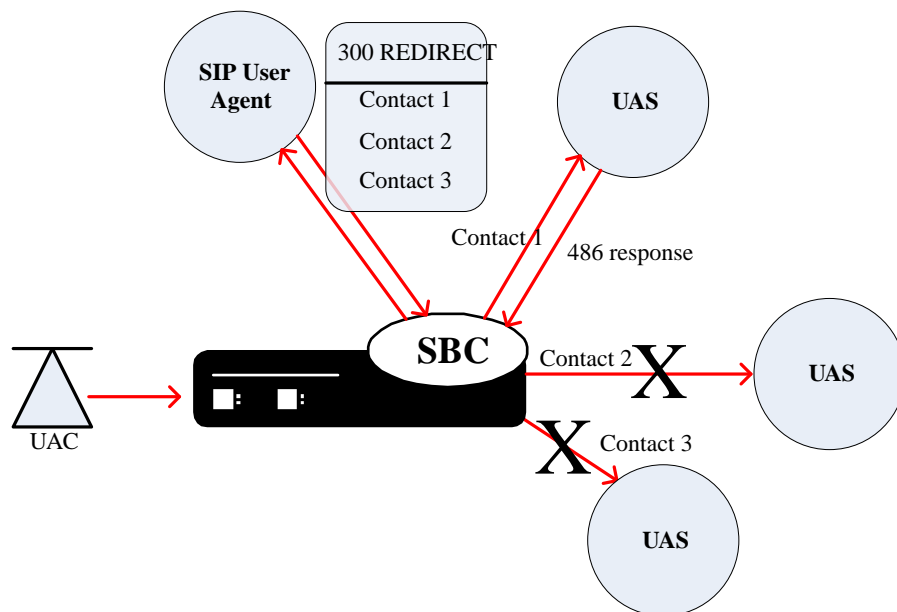 300 REDIRECT
Contact 1
Contact 2
Contact 3
SIP User
Agent
UAS
Contact 1
486 response
SBC
Contact 2
X
UAS
UAC
X
Contact 3
UAS